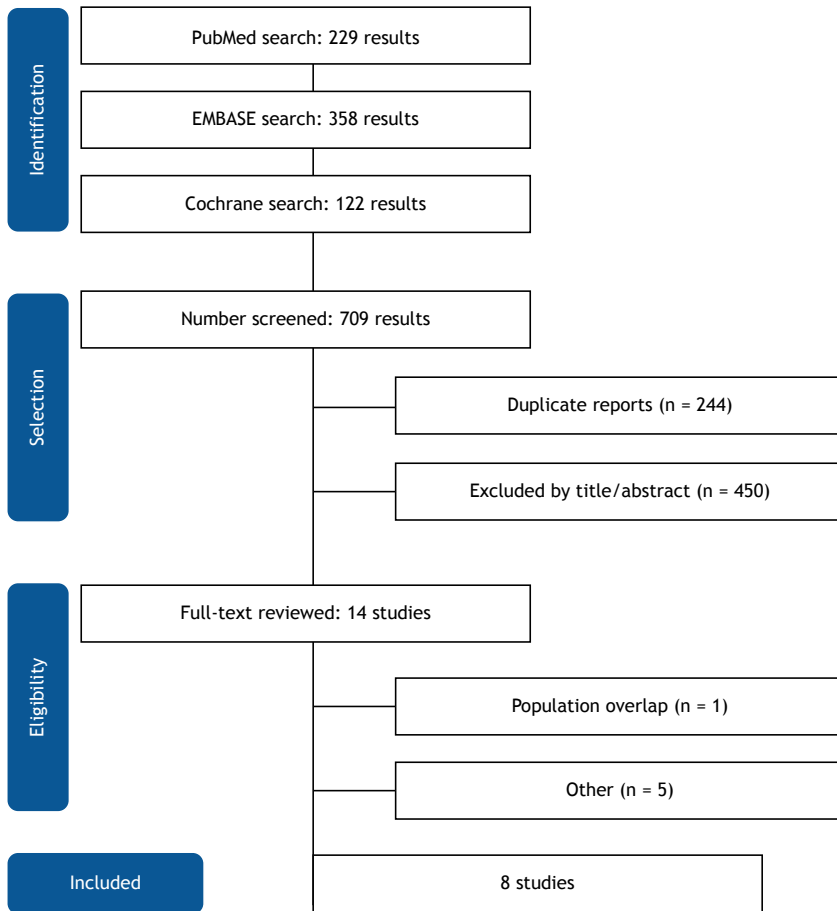 Identification
PubMed search: 229 results
EMBASE search: 358 results
Cochrane search: 122 results
Selection
Number screened: 709 results
Duplicate reports (n = 244)
Excluded by title/abstract (n = 450)
Eligibility
Full-text reviewed: 14 studies
Population overlap (n = 1)
Other (n = 5)
Included
8 studies